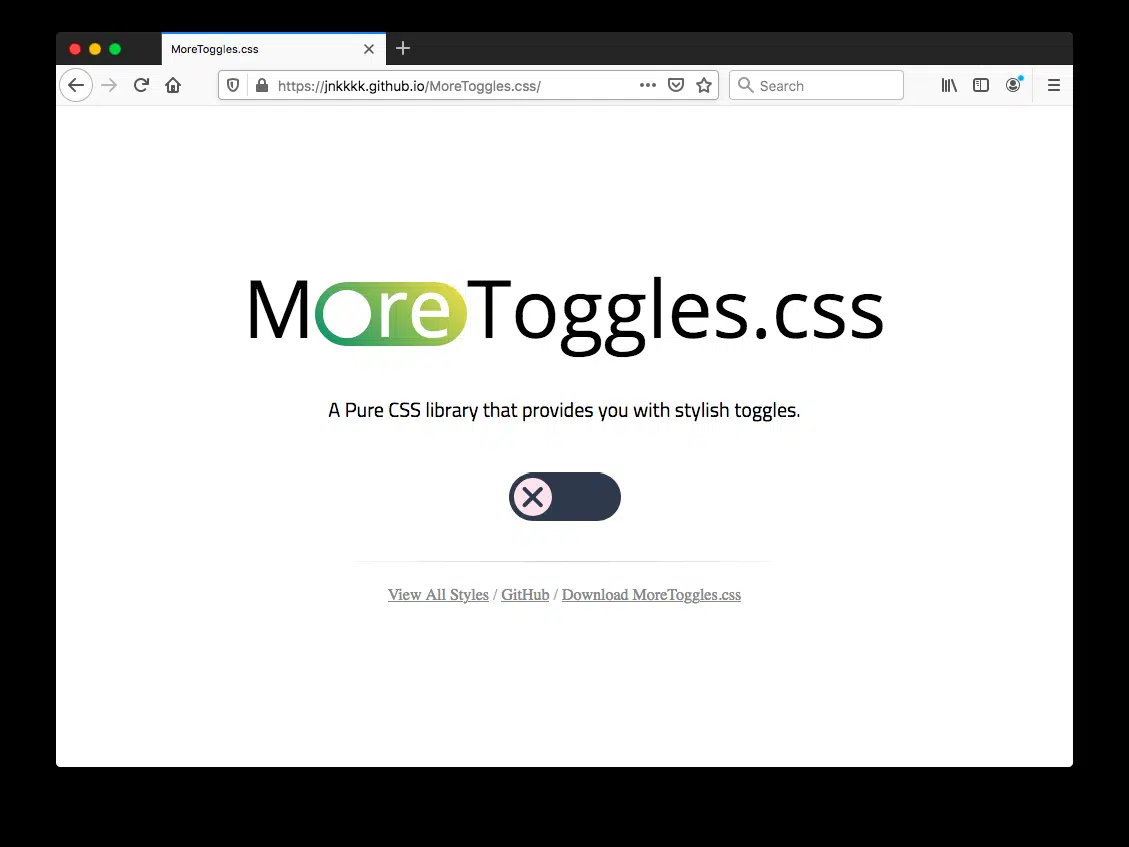 MoreToggles.css
https://jnkkkk.github.io/MoreToggles.css/
Search
MoreToggles.css
A Pure CSS library that provides you with stylish toggles.
View All Styles / GitHub / Download MoreToggles.css